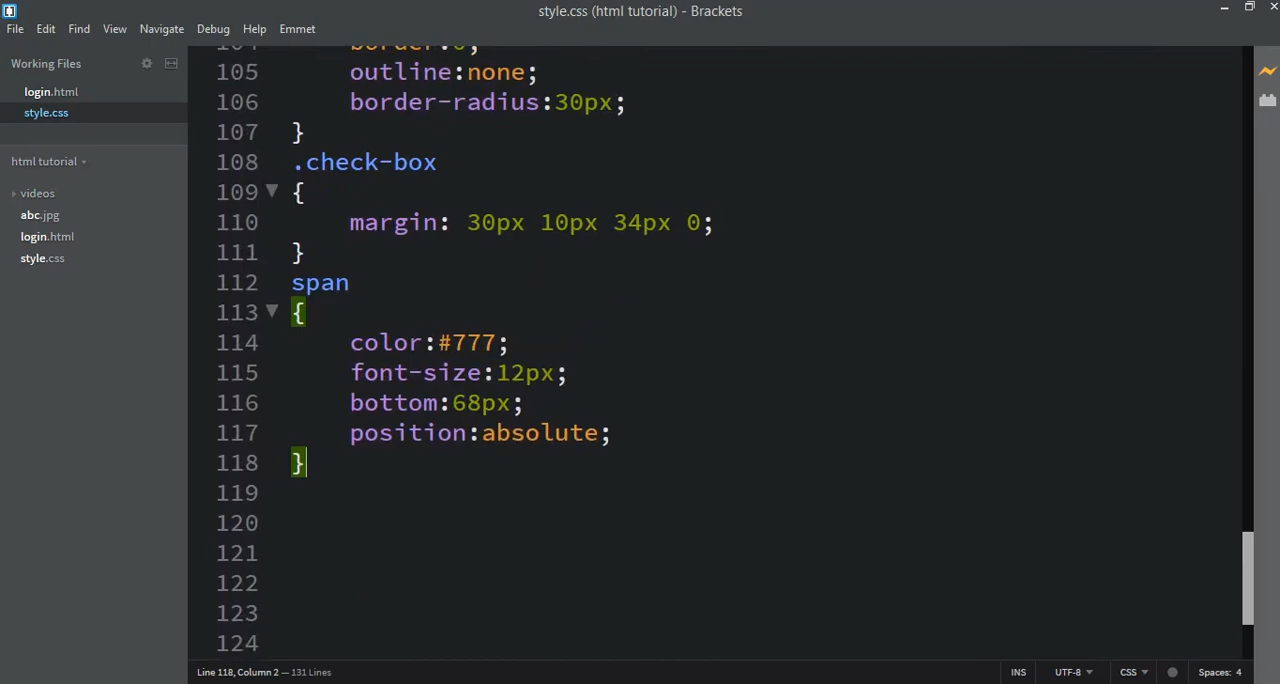 style.css (html tutorial) - Brackets
File Edit Find View Navigate Debug Help Emmet
Working Files
login.html
style.css
html tutorial
videos
abc.jpg
login.html
style.css
104 border:0;
105 outline:none;
106 border-radius:30px;
107 }
108 .check-box
109 {
110 margin: 30px 10px 34px 0;
111 }
112 span
113 {
114 color:#777;
115 font-size:12px;
116 bottom:68px;
117 position:absolute;
118 }
119
120
121
122
123
124
Line 118, Column 2 — 131 Lines
INS UTF-8 CSS Spaces: 4